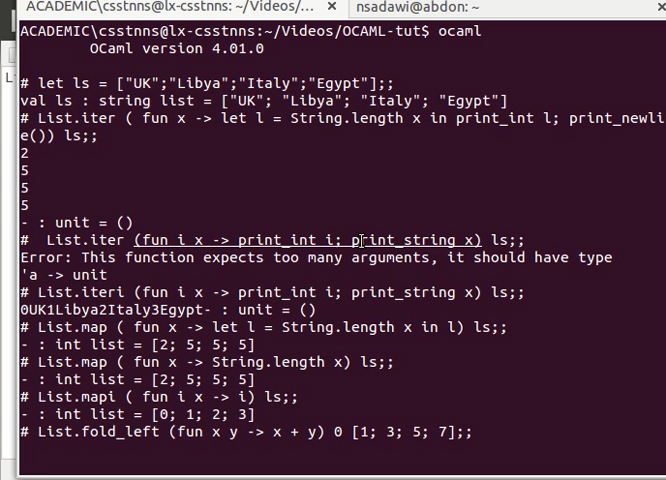 ACADEMIC\csstnns@lx-csstnns: ~/Videos/... × nsadawi@abdon: ~
ACADEMIC\csstnns@lx-csstnns:~/Videos/OCAML-tut$ ocaml
OCaml version 4.01.0
# let ls = ["UK";"Libya";"Italy";"Egypt"];;
val ls : string list = ["UK"; "Libya"; "Italy"; "Egypt"]
# List.iter ( fun x -> let l = String.length x in print_int l; print_newli
e()) ls;;
2
5
5
5
- : unit = ()
#  List.iter (fun i x -> print_int i; print_string x) ls;;
Error: This function expects too many arguments, it should have type
'a -> unit
# List.iteri (fun i x -> print_int i; print_string x) ls;;
0UK1Libya2Italy3Egypt- : unit = ()
# List.map ( fun x -> let l = String.length x in l) ls;;
- : int list = [2; 5; 5; 5]
# List.map ( fun x -> String.length x) ls;;
- : int list = [2; 5; 5; 5]
# List.mapi ( fun i x -> i) ls;;
- : int list = [0; 1; 2; 3]
# List.fold_left (fun x y -> x + y) 0 [1; 3; 5; 7];;